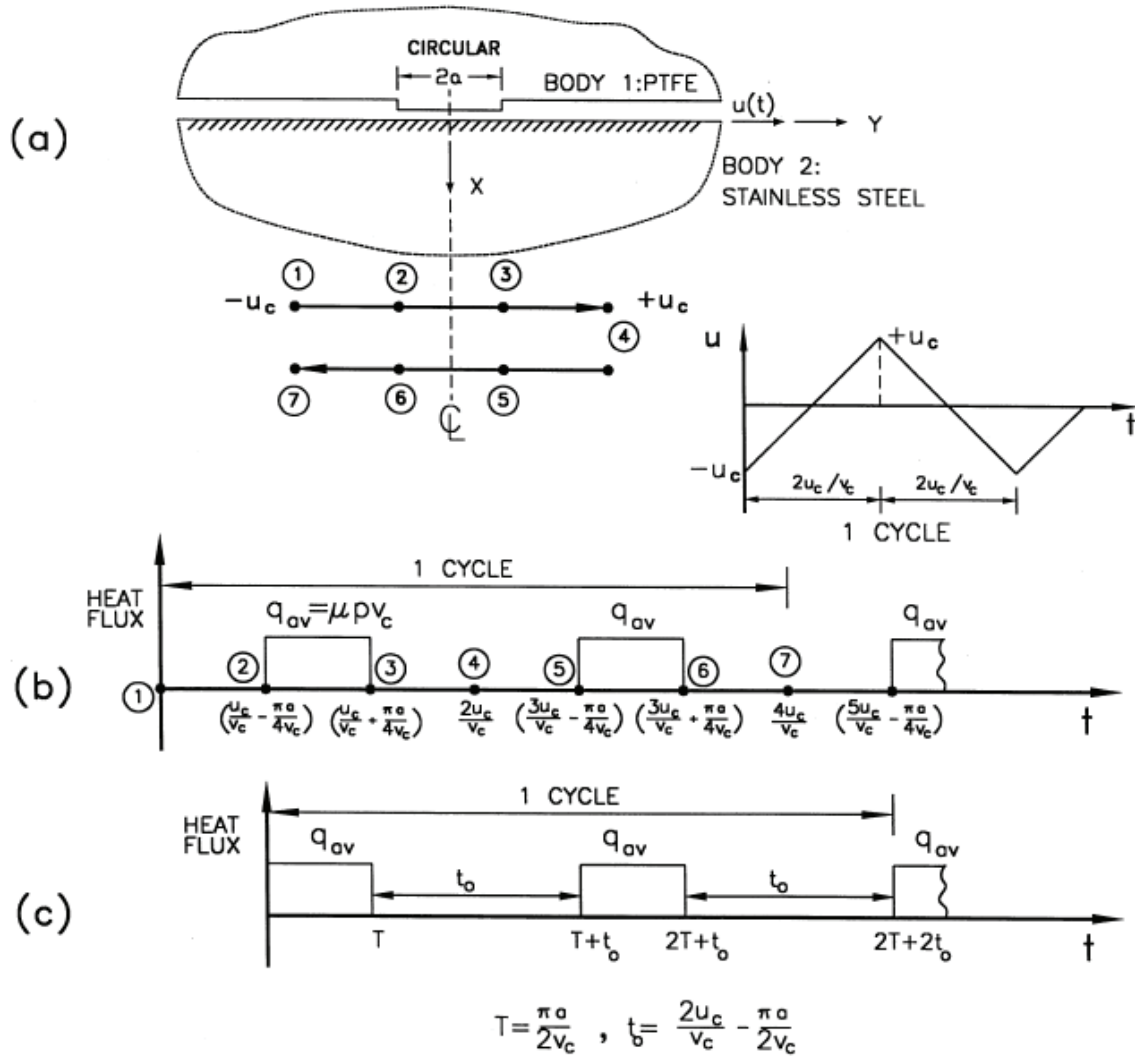 (a)
CIRCULAR
2a
BODY 1:PTFE
u(t)
Y
X
BODY 2:
STAINLESS STEEL
① ② ③
−u_c +u_c
④
⑦ ⑥ ⑤
℄
u
+u_c
t
−u_c
2u_c/v_c 2u_c/v_c
1 CYCLE
(b)
1 CYCLE
HEAT
FLUX
q_av=μpv_c q_av q_av
① ② ③ ④ ⑤ ⑥ ⑦
(u_c/v_c − πa/4v_c) (u_c/v_c + πa/4v_c) 2u_c/v_c (3u_c/v_c − πa/4v_c) (3u_c/v_c + πa/4v_c) 4u_c/v_c (5u_c/v_c − πa/4v_c) t
(c)
1 CYCLE
HEAT
FLUX
q_av q_av q_av
t_o t_o
T T+t_o 2T+t_o 2T+2t_o t
T=πa/2v_c , t_o= 2u_c/v_c − πa/2v_c